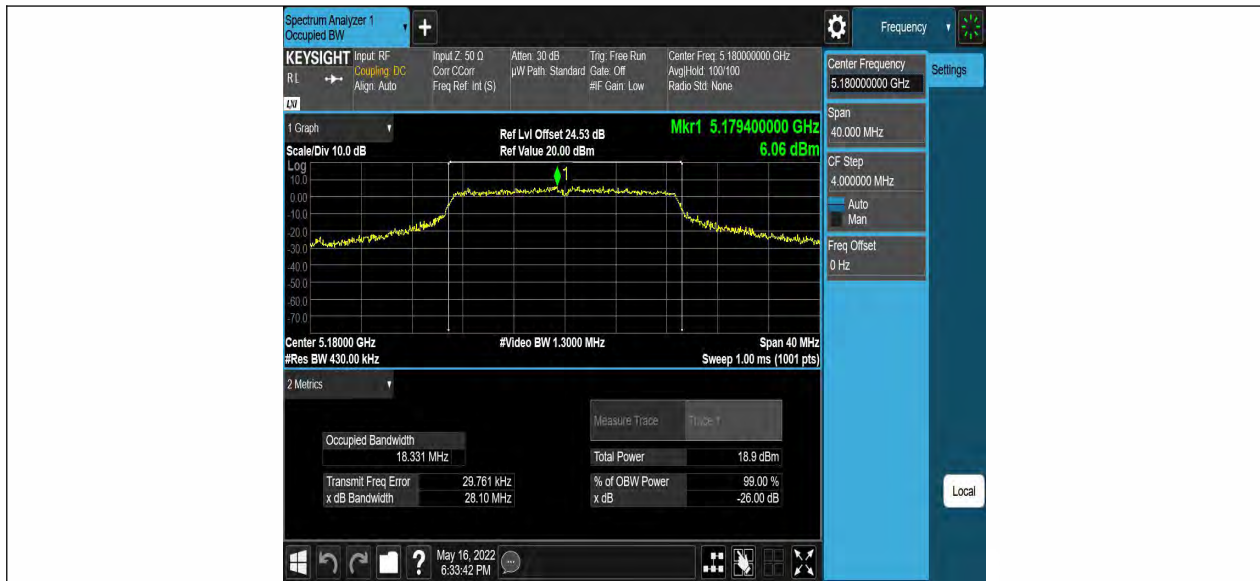 Spectrum Analyzer 1
Occupied BW
+
Frequency
KEYSIGHT
Input: RF
Coupling: DC
Align: Auto
Input Z: 50 Ω
Corr CCorr
Freq Ref: Int (S)
Atten: 30 dB
µW Path: Standard
Trig: Free Run
Gate: Off
#IF Gain: Low
Center Freq: 5.180000000 GHz
Avg|Hold: 100/100
Radio Std: None
RL
LXI
Center Frequency
5.180000000 GHz
Settings
Span
40.000 MHz
CF Step
4.000000 MHz
Auto
Man
Freq Offset
0 Hz
Local
1 Graph
Scale/Div 10.0 dB
Ref Lvl Offset 24.53 dB
Ref Value 20.00 dBm
Mkr1 5.179400000 GHz
6.06 dBm
Log
10.0
0.00
-10.0
-20.0
-30.0
-40.0
-50.0
-60.0
-70.0
1
Center 5.18000 GHz
#Video BW 1.3000 MHz
Span 40 MHz
#Res BW 430.00 kHz
Sweep 1.00 ms (1001 pts)
2 Metrics
Measure Trace Trace 1
Occupied Bandwidth
18.331 MHz
Total Power 18.9 dBm
Transmit Freq Error 29.761 kHz
% of OBW Power 99.00 %
x dB Bandwidth 28.10 MHz
x dB -26.00 dB
?
May 16, 2022
6:33:42 PM